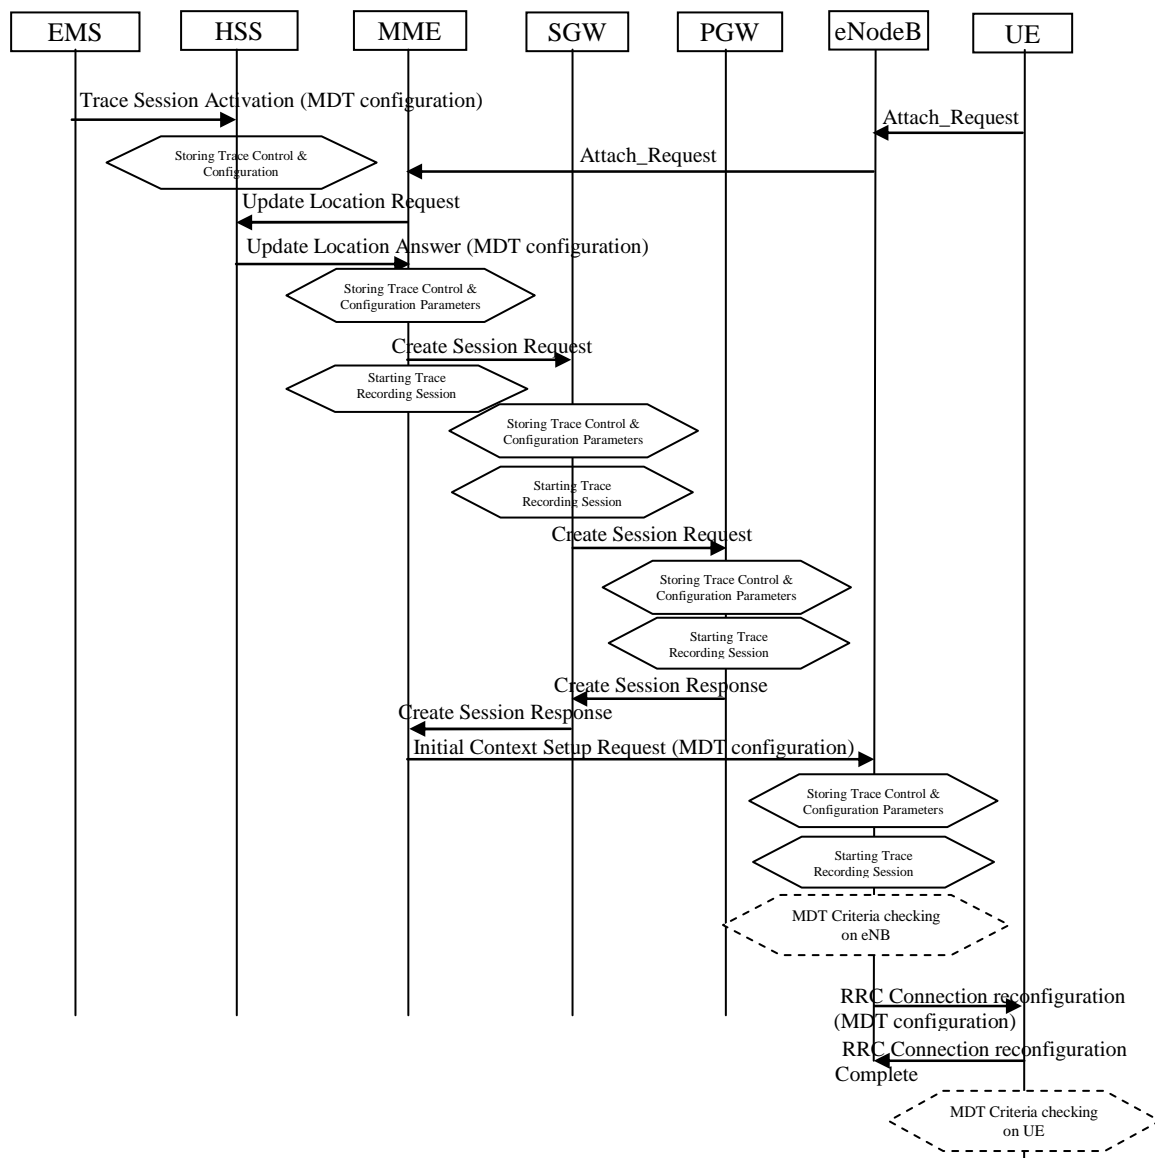 EMS
HSS
MME
SGW
PGW
eNodeB
UE
Trace Session Activation (MDT configuration)
Attach_Request
Storing Trace Control &
Configuration
Attach_Request
Update Location Request
Update Location Answer (MDT configuration)
Storing Trace Control &
Configuration Parameters
Create Session Request
Starting Trace
Recording Session
Storing Trace Control &
Configuration Parameters
Starting Trace
Recording Session
Create Session Request
Storing Trace Control &
Configuration Parameters
Starting Trace
Recording Session
Create Session Response
Create Session Response
Initial Context Setup Request (MDT configuration)
Storing Trace Control &
Configuration Parameters
Starting Trace
Recording Session
MDT Criteria checking
on eNB
RRC Connection reconfiguration
(MDT configuration)
RRC Connection reconfiguration
Complete
MDT Criteria checking
on UE